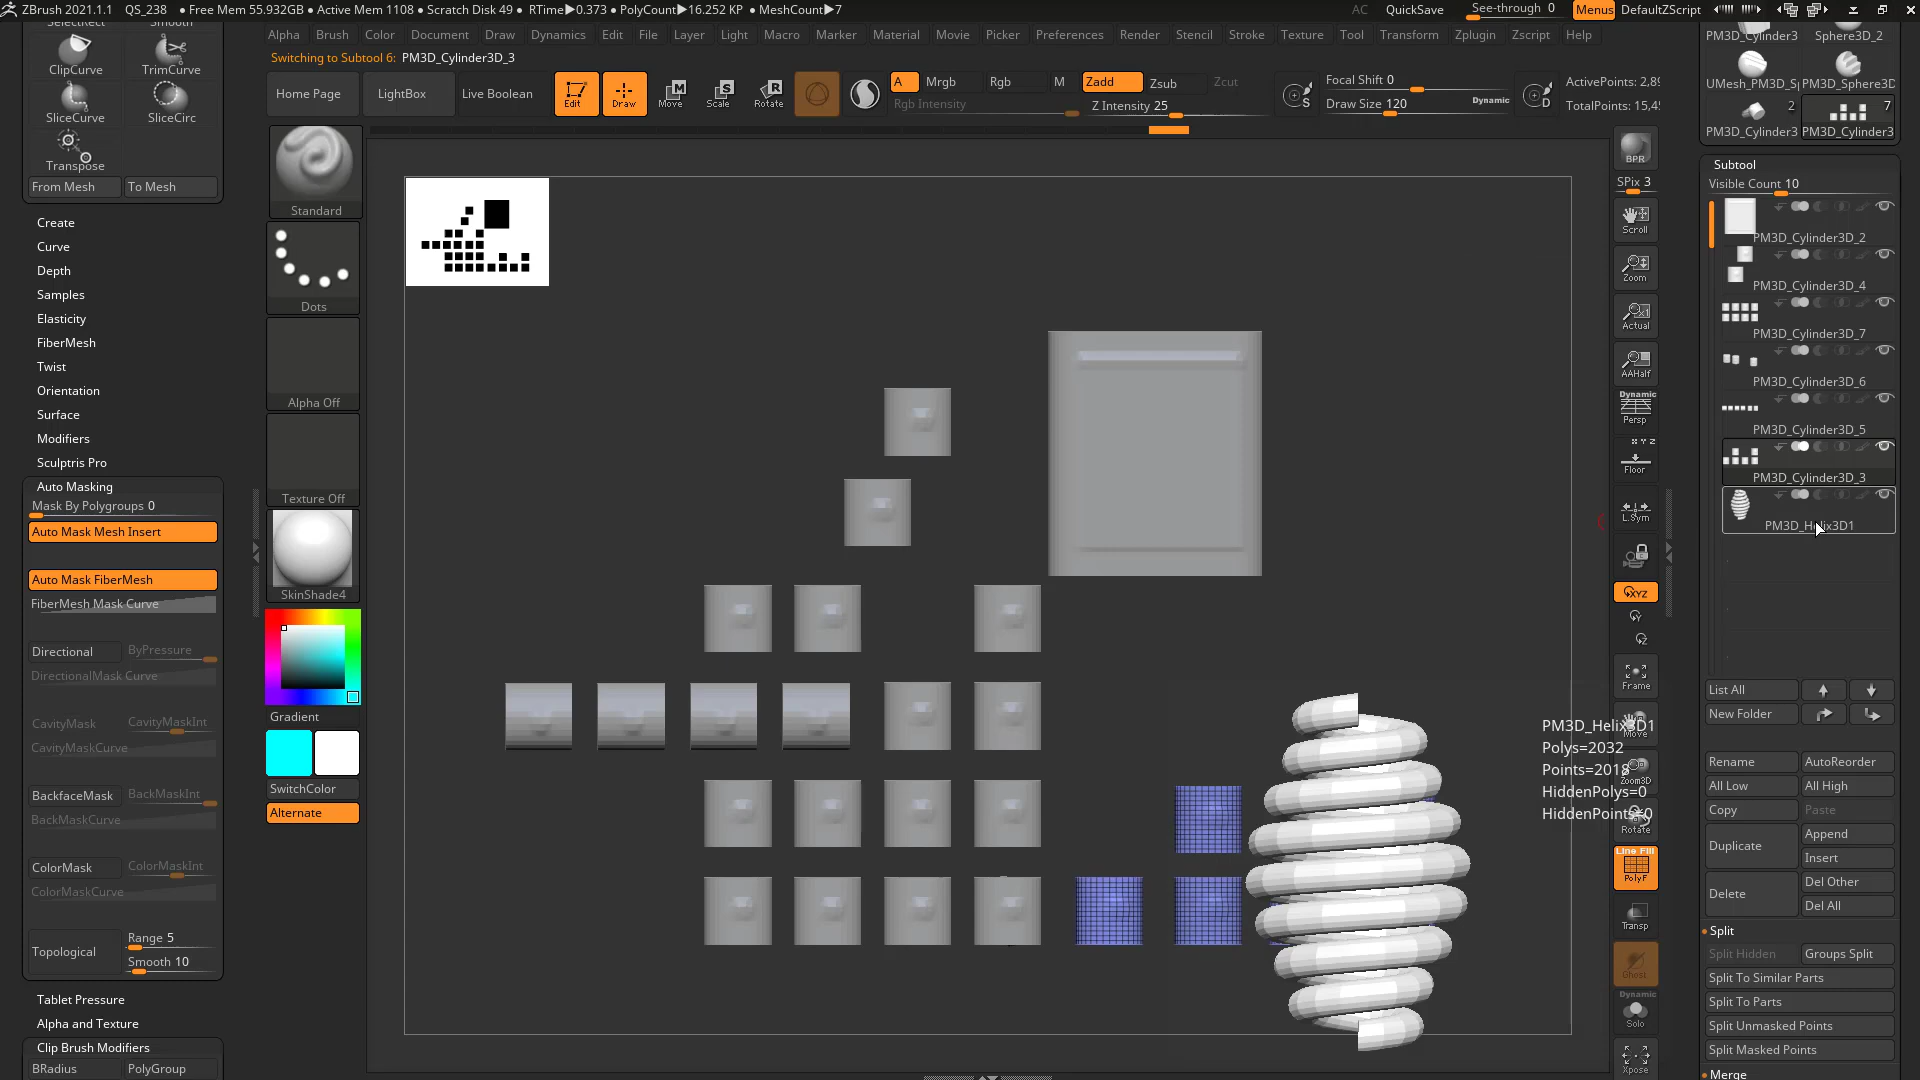 ZBrush 2021.1.1 QS_238 • Free Mem 55.932GB • Active Mem 1108 • Scratch Disk 49 • RTime▶0.373 • PolyCount▶16.252 KP • MeshCount▶7
AC QuickSave See-through 0 Menus DefaultZScript
Alpha Brush Color Document Draw Dynamics Edit File Layer Light Macro Marker Material Movie Picker Preferences Render Stencil Stroke Texture Tool Transform Zplugin Zscript Help
Switching to Subtool 6: PM3D_Cylinder3D_3
Home Page LightBox Live Boolean Edit Draw Move Scale Rotate
A Mrgb Rgb M Zadd Zsub Zcut
Rgb Intensity Z Intensity 25
Focal Shift 0
Draw Size 120 Dynamic
ActivePoints: 2,89
TotalPoints: 15,45
ClipCurve TrimCurve
SliceCurve SliceCirc
Transpose
From Mesh To Mesh
Create
Curve
Depth
Samples
Elasticity
FiberMesh
Twist
Orientation
Surface
Modifiers
Sculptris Pro
Auto Masking
Mask By Polygroups 0
Auto Mask Mesh Insert
Auto Mask FiberMesh
FiberMesh Mask Curve
Directional ByPressure
DirectionalMask Curve
CavityMask CavityMaskInt
CavityMaskCurve
BackfaceMask BackMaskInt
BackMaskCurve
ColorMask ColorMaskInt
ColorMaskCurve
Topological Range 5
Smooth 10
Tablet Pressure
Alpha and Texture
Clip Brush Modifiers
BRadius PolyGroup
Standard
Dots
Alpha Off
Texture Off
SkinShade4
Gradient
SwitchColor
Alternate
PM3D_Helix3D1
Polys=2032
Points=2018
HiddenPolys=0
HiddenPoints=0
BPR
SPix 3
Scroll
Zoom
Actual
AAHalf
Dynamic
Persp
X Y Z
Floor
L.Sym
XYZ
Y
Z
Frame
Move
Zoom3D
Rotate
Line Fill
PolyF
Transp
Ghost
Dynamic
Solo
Xpose
PM3D_Cylinder3 Sphere3D_2
UMesh_PM3D_S PM3D_Sphere3D
2 7
PM3D_Cylinder3 PM3D_Cylinder3
Subtool
Visible Count 10
PM3D_Cylinder3D_2
PM3D_Cylinder3D_4
PM3D_Cylinder3D_7
PM3D_Cylinder3D_6
PM3D_Cylinder3D_5
PM3D_Cylinder3D_3
PM3D_Helix3D1
List All
New Folder
Rename AutoReorder
All Low All High
Copy Paste
Duplicate Append
Insert
Delete Del Other
Del All
Split
Split Hidden Groups Split
Split To Similar Parts
Split To Parts
Split Unmasked Points
Split Masked Points
Merge